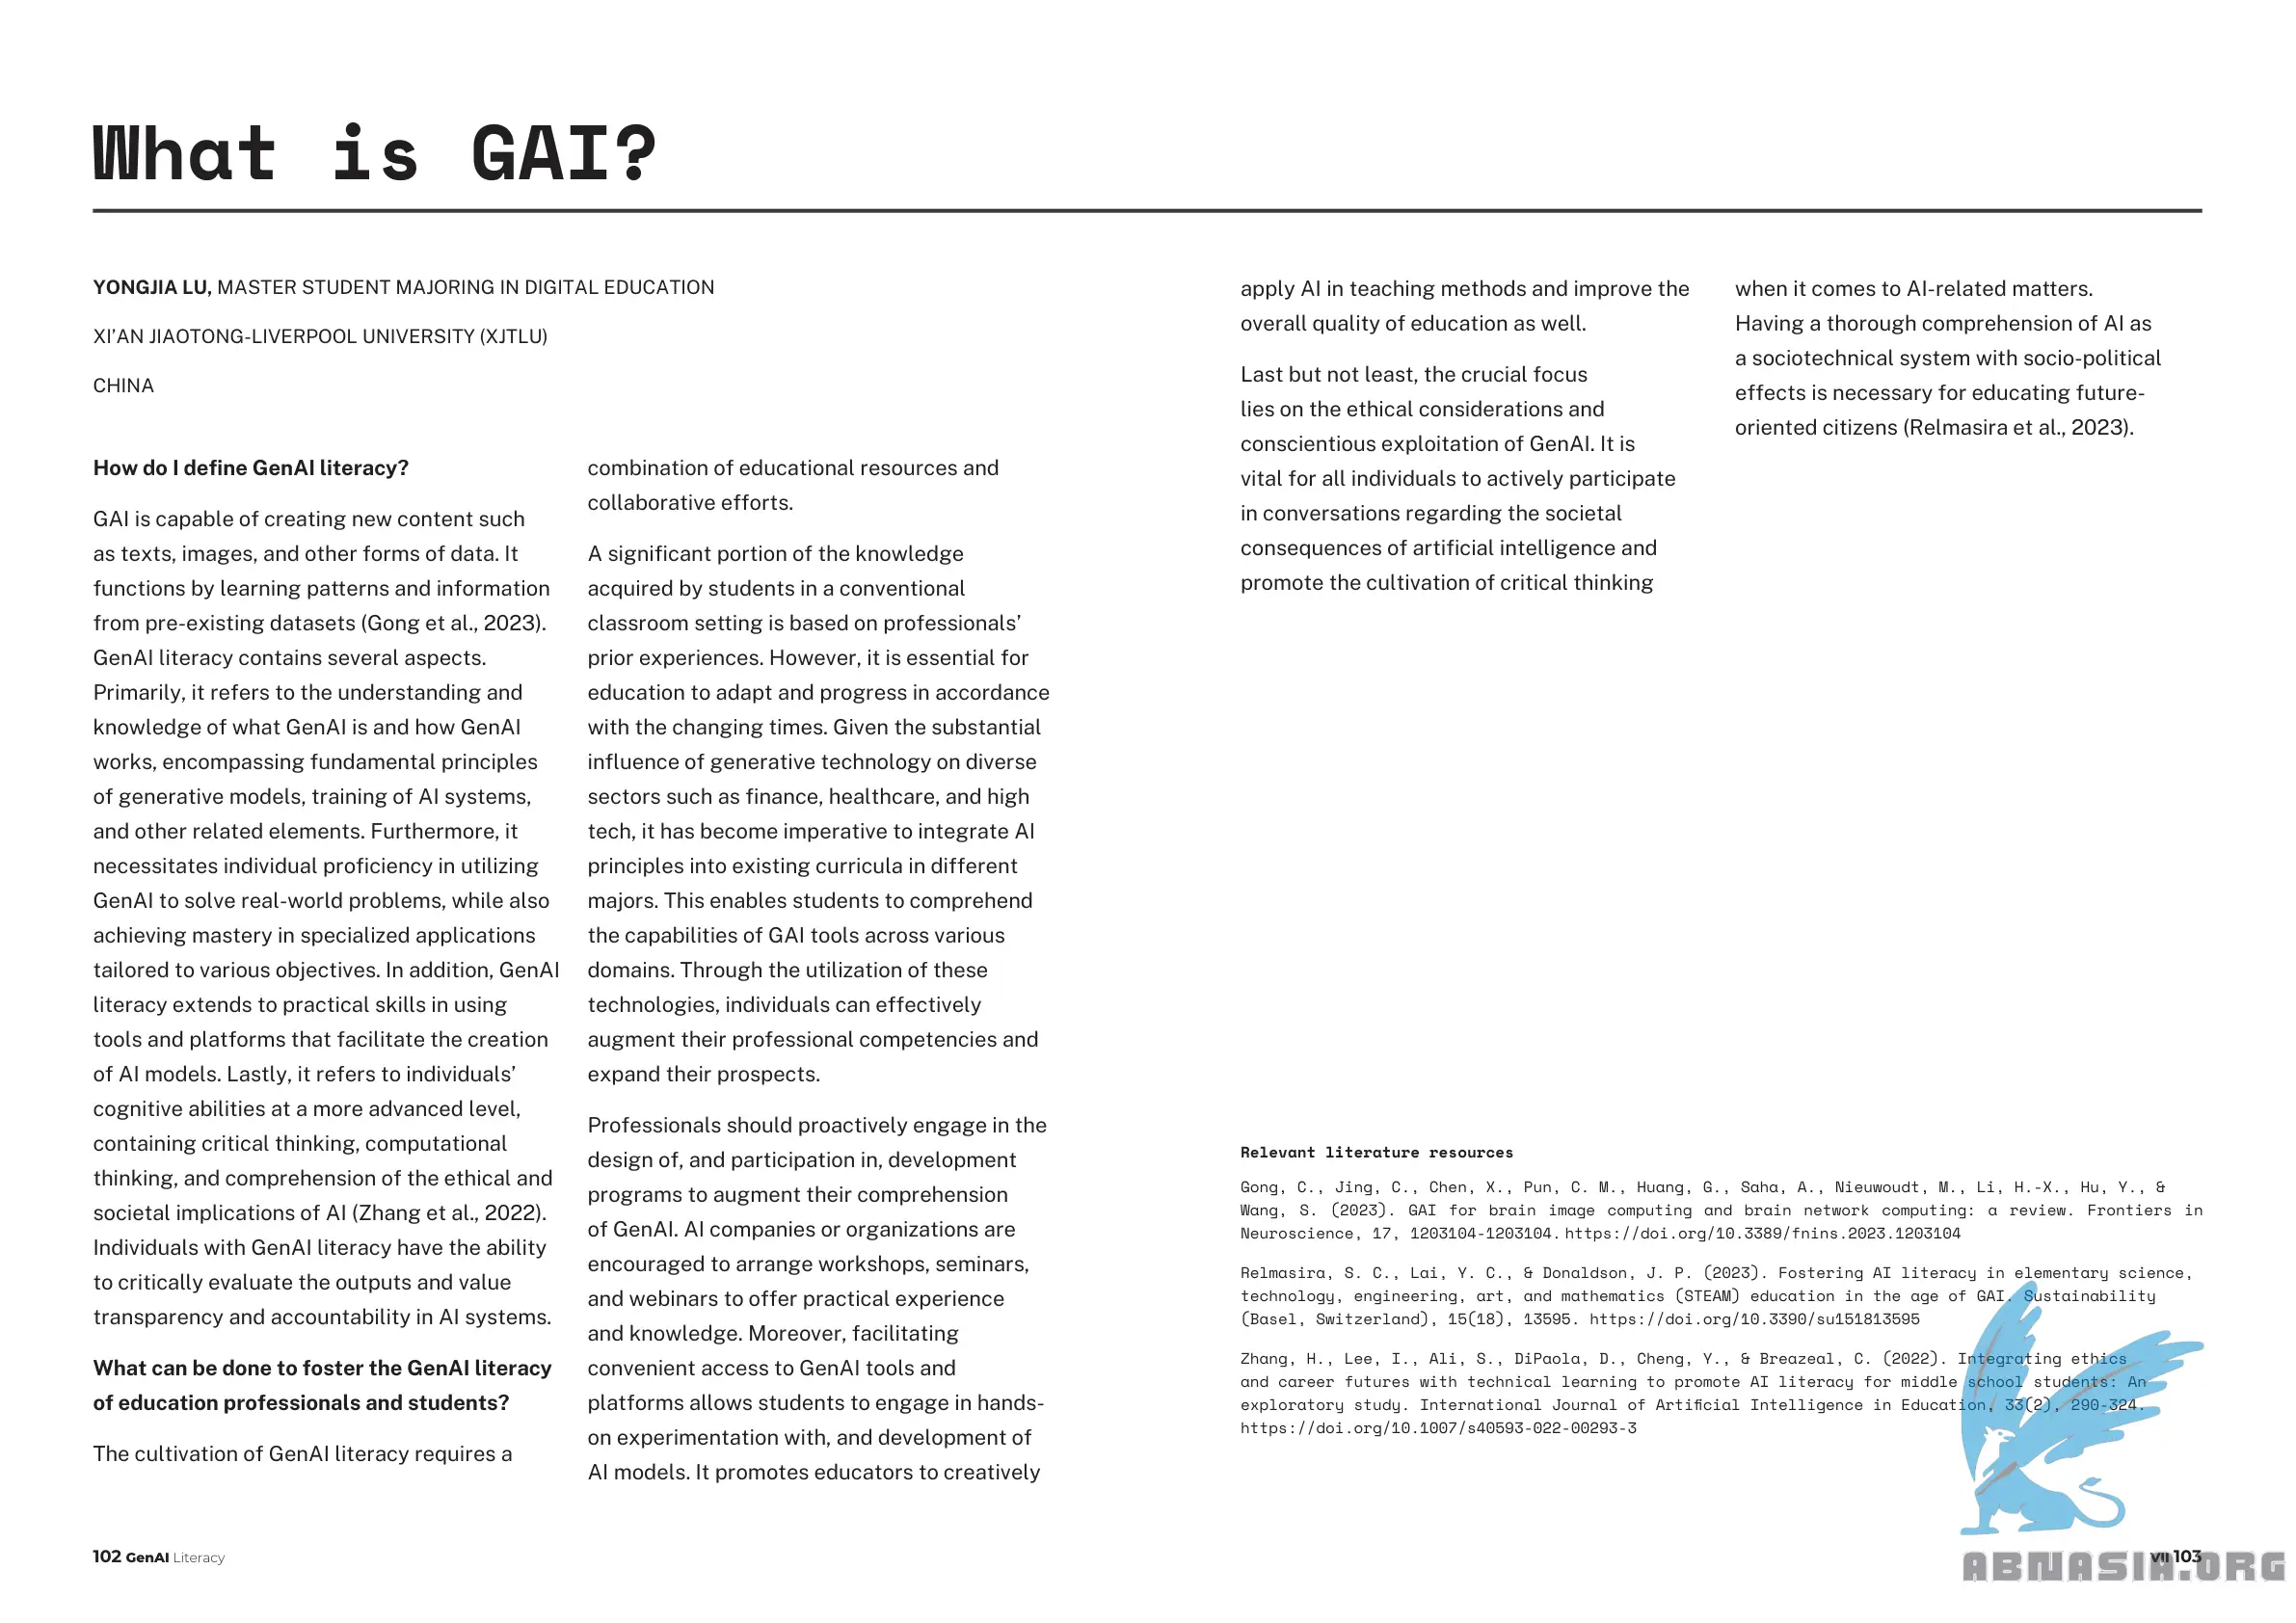 What is GAI?
YONGJIA LU, MASTER STUDENT MAJORING IN DIGITAL EDUCATION
XI’AN JIAOTONG-LIVERPOOL UNIVERSITY (XJTLU)
CHINA
How do I define GenAI literacy?
GAI is capable of creating new content such
as texts, images, and other forms of data. It
functions by learning patterns and information
from pre-existing datasets (Gong et al., 2023).
GenAI literacy contains several aspects.
Primarily, it refers to the understanding and
knowledge of what GenAI is and how GenAI
works, encompassing fundamental principles
of generative models, training of AI systems,
and other related elements. Furthermore, it
necessitates individual proficiency in utilizing
GenAI to solve real-world problems, while also
achieving mastery in specialized applications
tailored to various objectives. In addition, GenAI
literacy extends to practical skills in using
tools and platforms that facilitate the creation
of AI models. Lastly, it refers to individuals’
cognitive abilities at a more advanced level,
containing critical thinking, computational
thinking, and comprehension of the ethical and
societal implications of AI (Zhang et al., 2022).
Individuals with GenAI literacy have the ability
to critically evaluate the outputs and value
transparency and accountability in AI systems.
What can be done to foster the GenAI literacy
of education professionals and students?
The cultivation of GenAI literacy requires a
combination of educational resources and
collaborative efforts.
A significant portion of the knowledge
acquired by students in a conventional
classroom setting is based on professionals’
prior experiences. However, it is essential for
education to adapt and progress in accordance
with the changing times. Given the substantial
influence of generative technology on diverse
sectors such as finance, healthcare, and high
tech, it has become imperative to integrate AI
principles into existing curricula in different
majors. This enables students to comprehend
the capabilities of GAI tools across various
domains. Through the utilization of these
technologies, individuals can effectively
augment their professional competencies and
expand their prospects.
Professionals should proactively engage in the
design of, and participation in, development
programs to augment their comprehension
of GenAI. AI companies or organizations are
encouraged to arrange workshops, seminars,
and webinars to offer practical experience
and knowledge. Moreover, facilitating
convenient access to GenAI tools and
platforms allows students to engage in hands-
on experimentation with, and development of
AI models. It promotes educators to creatively
apply AI in teaching methods and improve the
overall quality of education as well.
Last but not least, the crucial focus
lies on the ethical considerations and
conscientious exploitation of GenAI. It is
vital for all individuals to actively participate
in conversations regarding the societal
consequences of artificial intelligence and
promote the cultivation of critical thinking
when it comes to AI-related matters.
Having a thorough comprehension of AI as
a sociotechnical system with socio-political
effects is necessary for educating future-
oriented citizens (Relmasira et al., 2023).
Relevant literature resources
Gong, C., Jing, C., Chen, X., Pun, C. M., Huang, G., Saha, A., Nieuwoudt, M., Li, H.-X., Hu, Y., &
Wang, S. (2023). GAI for brain image computing and brain network computing: a review. Frontiers in
Neuroscience, 17, 1203104-1203104. https://doi.org/10.3389/fnins.2023.1203104
Relmasira, S. C., Lai, Y. C., & Donaldson, J. P. (2023). Fostering AI literacy in elementary science,
technology, engineering, art, and mathematics (STEAM) education in the age of GAI. Sustainability
(Basel, Switzerland), 15(18), 13595. https://doi.org/10.3390/su151813595
Zhang, H., Lee, I., Ali, S., DiPaola, D., Cheng, Y., & Breazeal, C. (2022). Integrating ethics
and career futures with technical learning to promote AI literacy for middle school students: An
exploratory study. International Journal of Artificial Intelligence in Education, 33(2), 290-324.
https://doi.org/10.1007/s40593-022-00293-3
102 GenAI Literacy
VII 103
ABNASIA.ORG